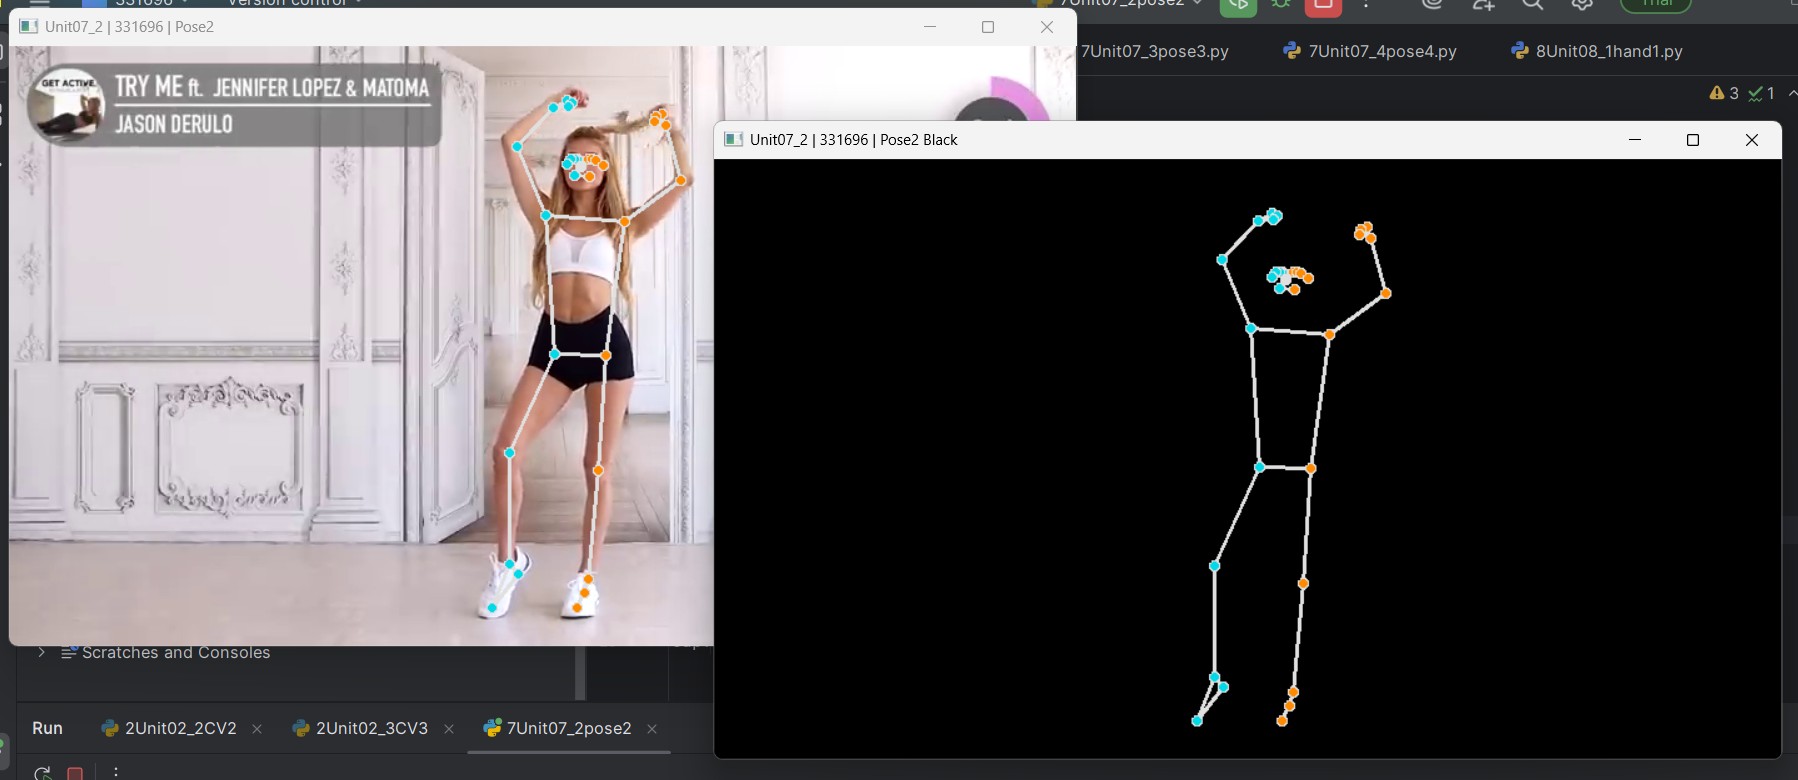 331696
Version control
7Unit07_2pose2
Trial
Unit07_2 | 331696 | Pose2
7Unit07_3pose3.py
7Unit07_4pose4.py
8Unit08_1hand1.py
3
1
GET ACTIVE
TRY ME ft. JENNIFER LOPEZ & MATOMA
JASON DERULO
Unit07_2 | 331696 | Pose2 Black
Scratches and Consoles
Run
2Unit02_2CV2
2Unit02_3CV3
7Unit07_2pose2